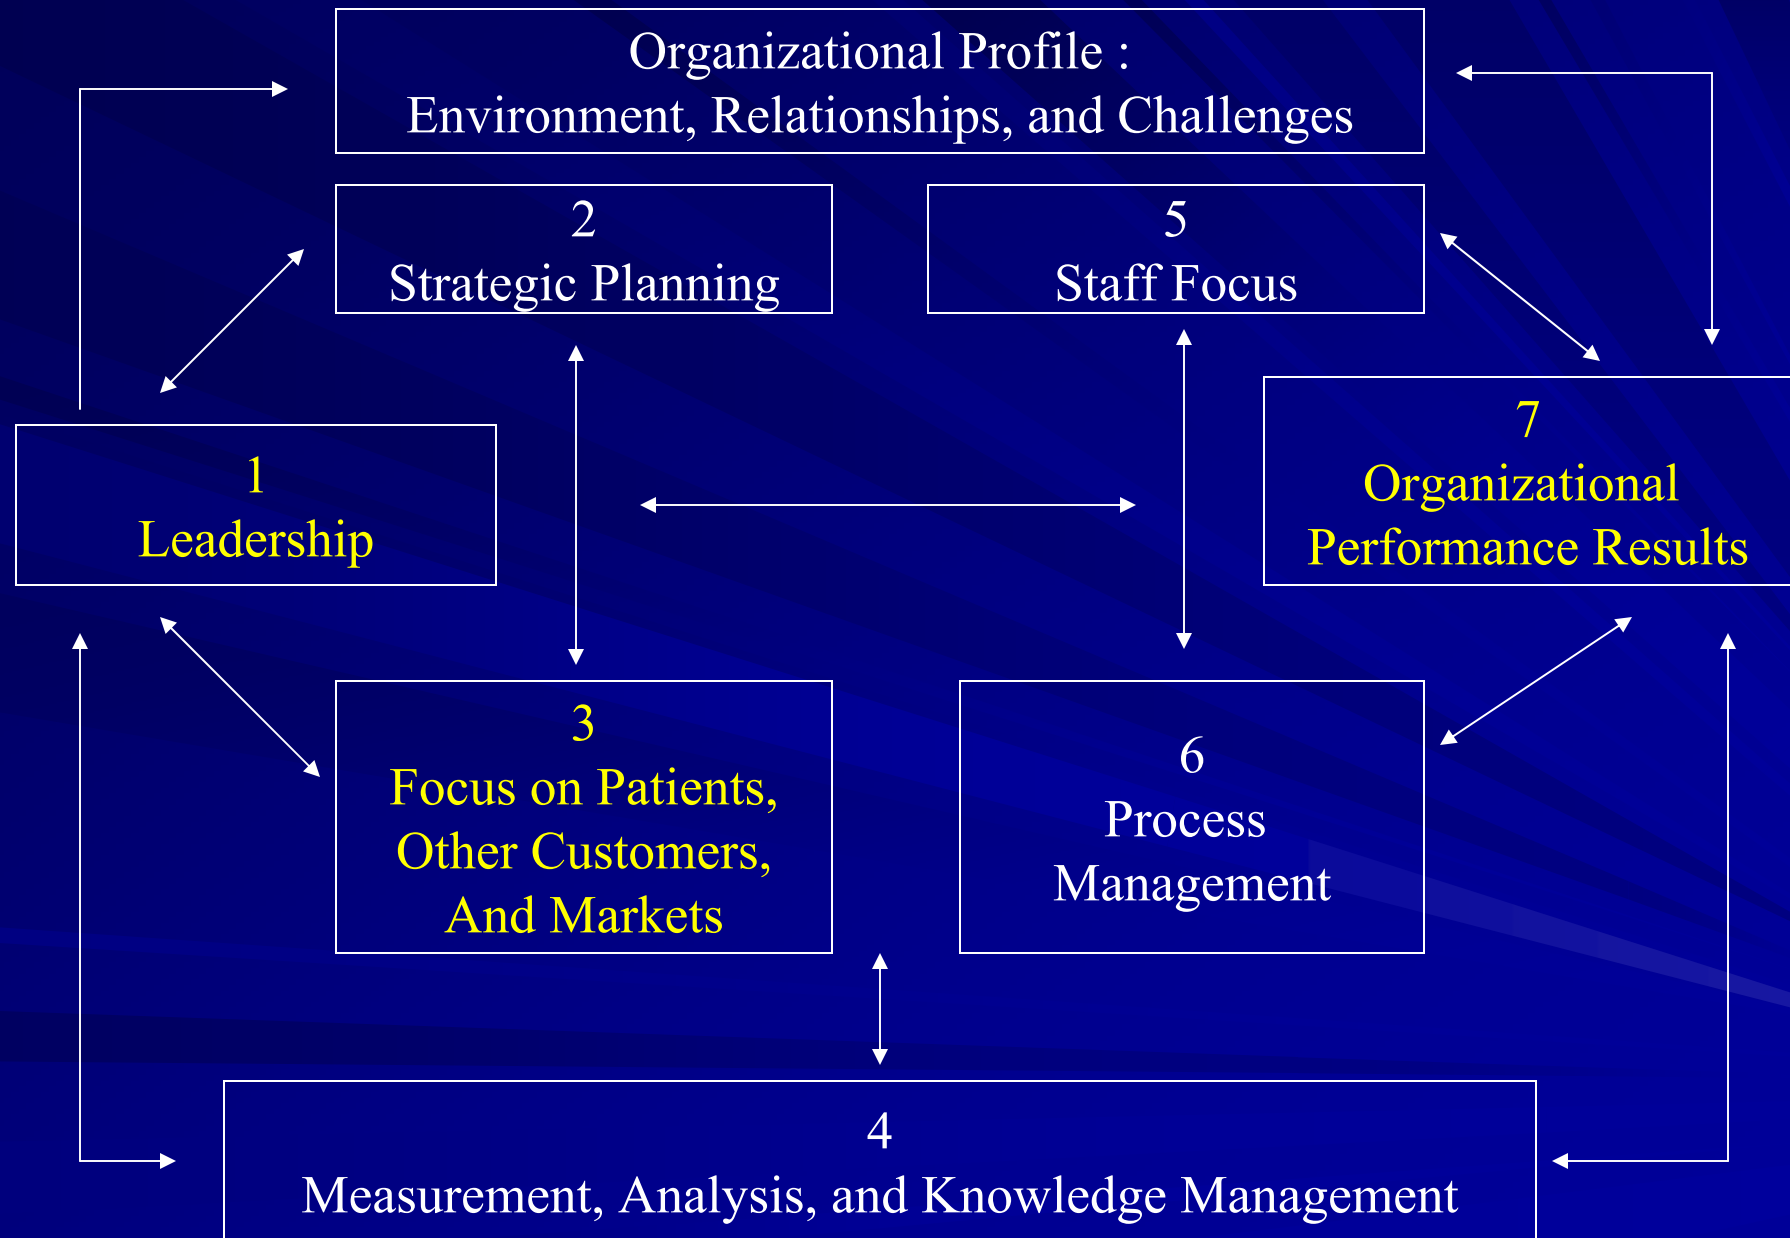 Organizational Profile :
Environment, Relationships, and Challenges
2
Strategic Planning
5
Staff Focus
1
Leadership
7
Organizational
Performance Results
3
Focus on Patients,
Other Customers,
And Markets
6
Process
Management
4
Measurement, Analysis, and Knowledge Management